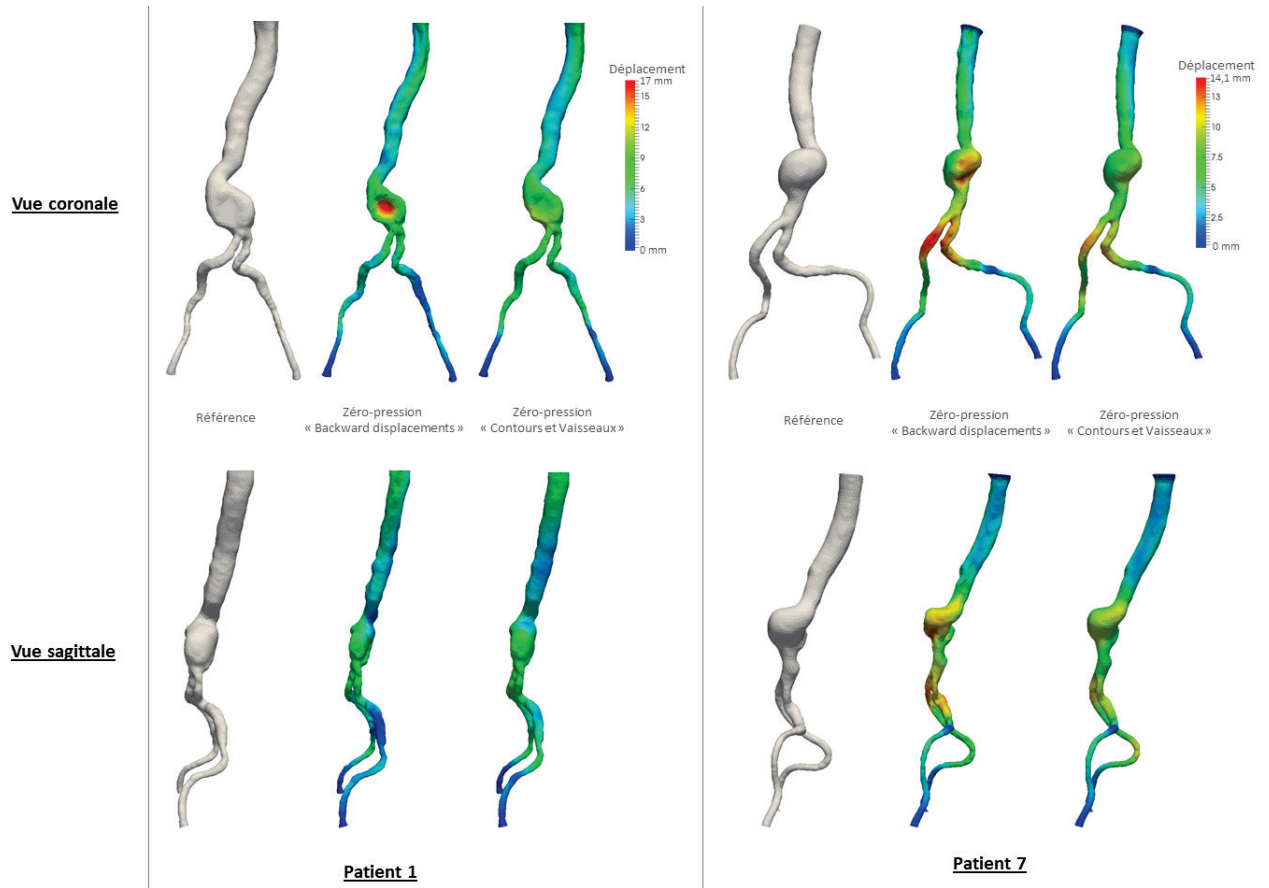 Déplacement
17 mm
15
12
9
6
3
0 mm
Déplacement
14,1 mm
13
10
7.5
5
2.5
0 mm
Vue coronale
Référence
Zéro-pression
« Backward displacements »
Zéro-pression
« Contours et Vaisseaux »
Référence
Zéro-pression
« Backward displacements »
Zéro-pression
« Contours et Vaisseaux »
Vue sagittale
Patient 1
Patient 7